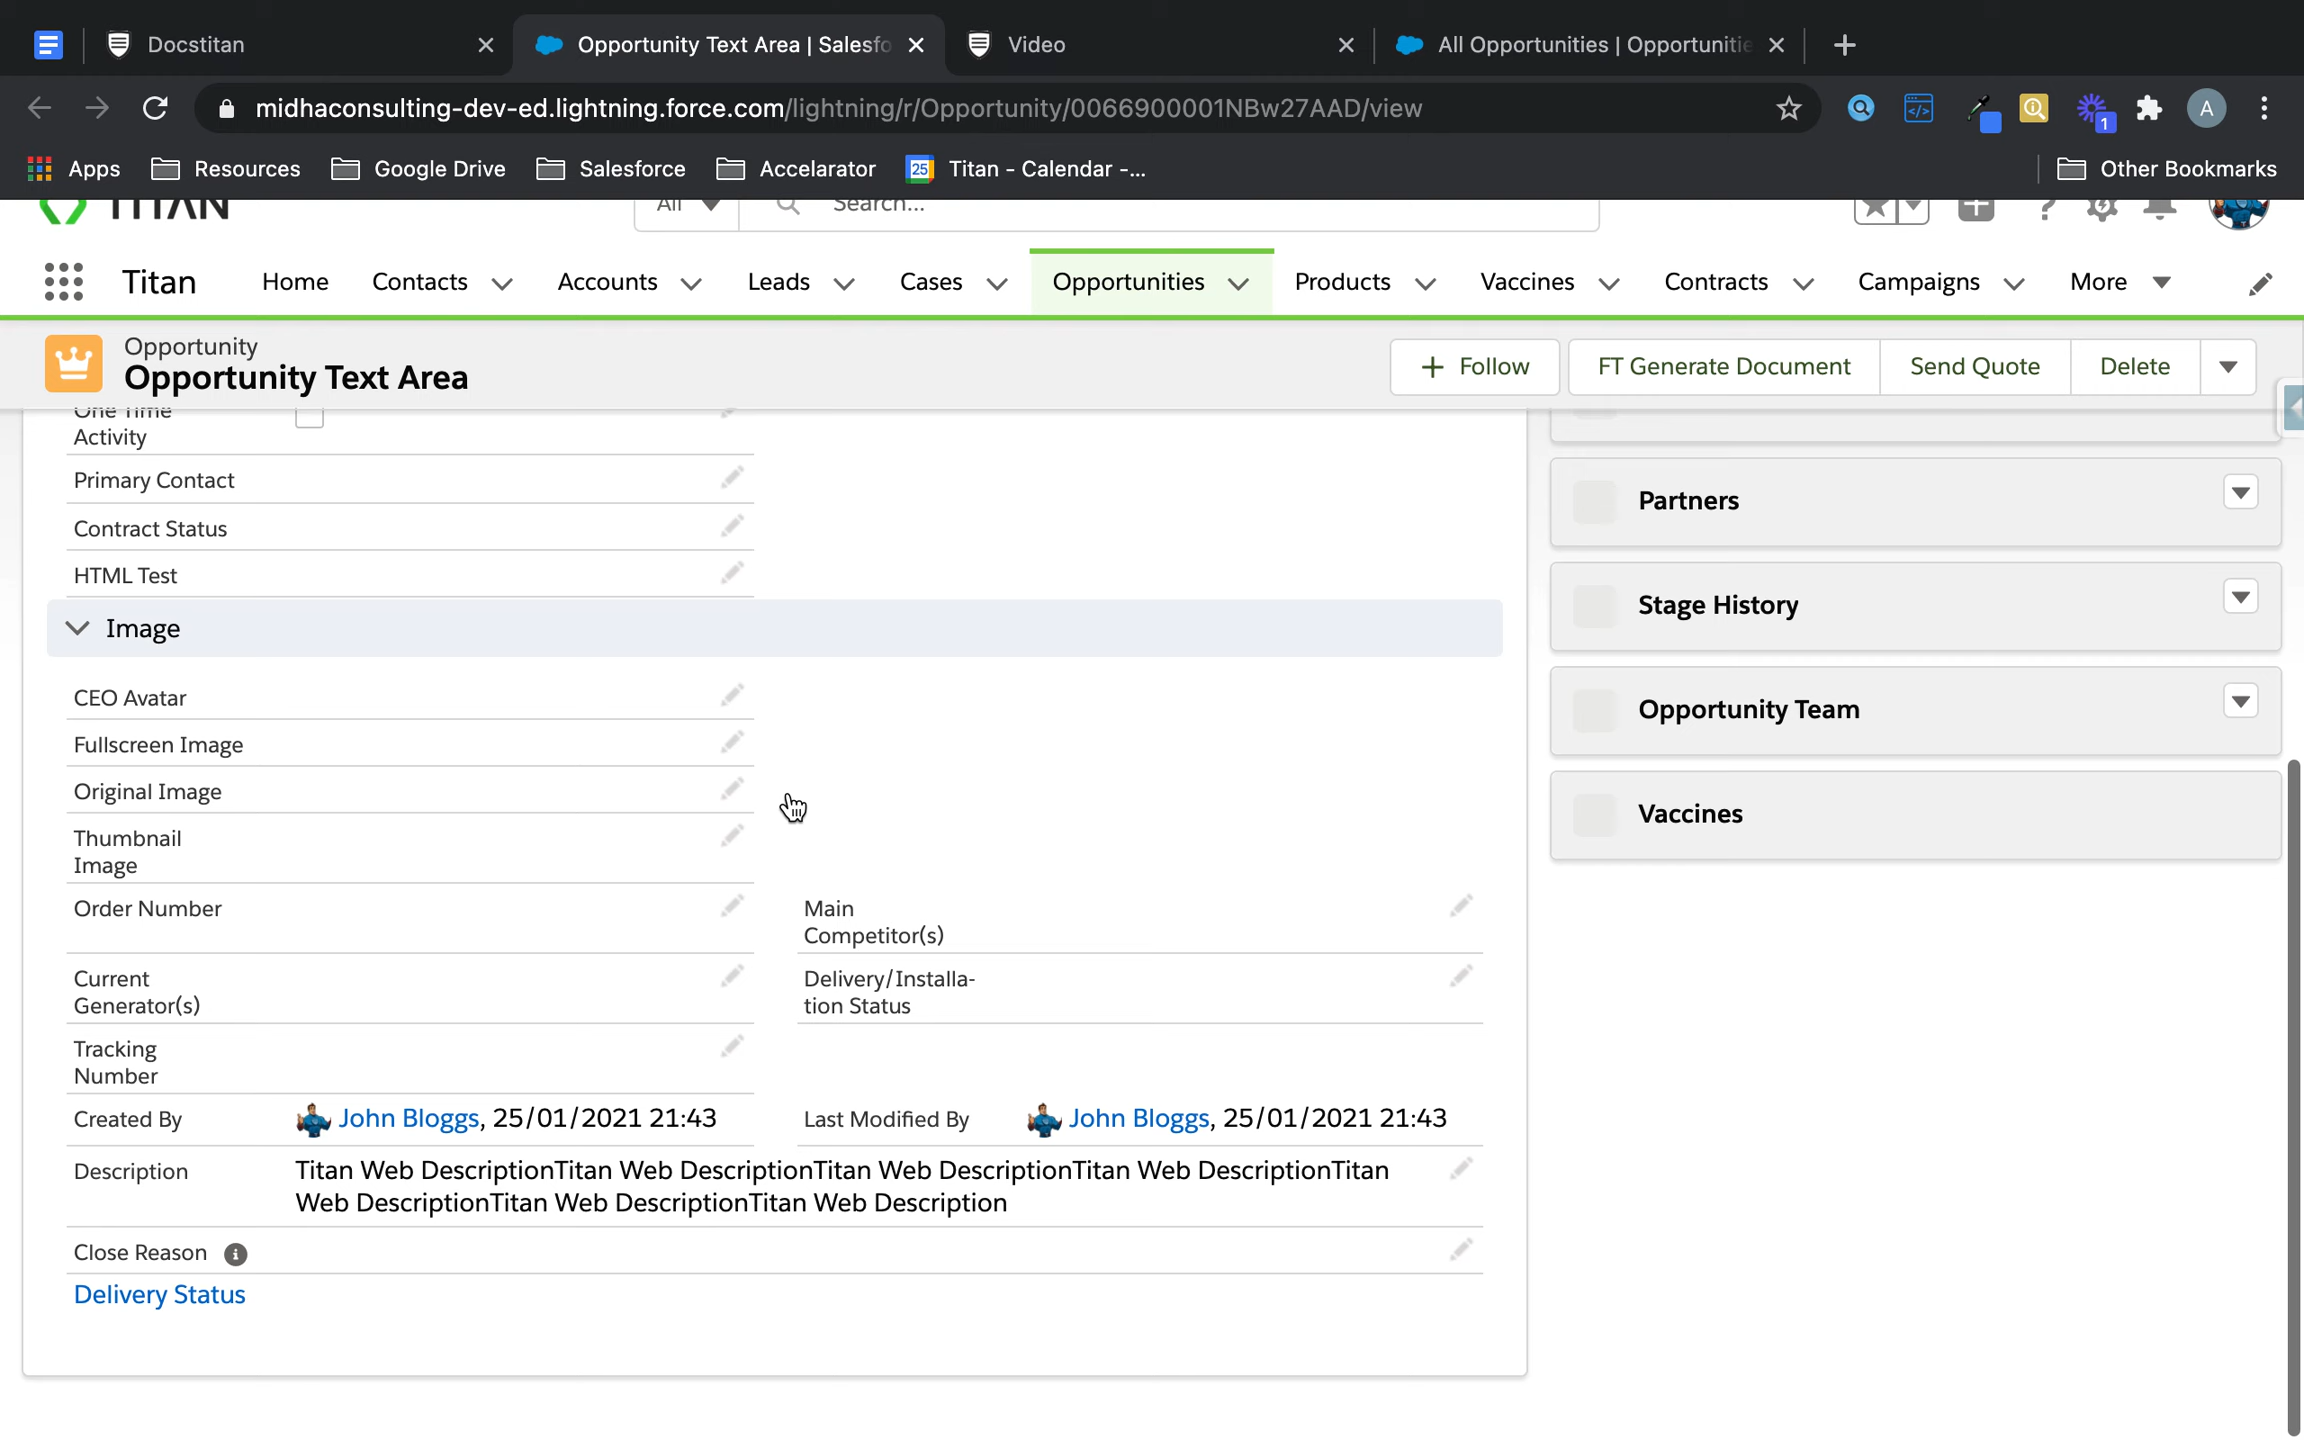 Docstitan
Opportunity Text Area | Salesfo
Video
All Opportunities | Opportunitie
midhaconsulting-dev-ed.lightning.force.com/lightning/r/Opportunity/0066900001NBw27AAD/view
1
A
Apps
Resources
Google Drive
Salesforce
Accelarator
25
Titan - Calendar -...
Other Bookmarks
TITAN
All
Search...
Titan
Home
Contacts
Accounts
Leads
Cases
Opportunities
Products
Vaccines
Contracts
Campaigns
More
Opportunity
Opportunity Text Area
Follow
FT Generate Document
Send Quote
Delete
One Time
Activity
Primary Contact
Contract Status
HTML Test
Image
CEO Avatar
Fullscreen Image
Original Image
Thumbnail
Image
Order Number
Main
Competitor(s)
Current
Generator(s)
Delivery/Installa-
tion Status
Tracking
Number
Created By
John Bloggs, 25/01/2021 21:43
Last Modified By
John Bloggs, 25/01/2021 21:43
Description
Titan Web DescriptionTitan Web DescriptionTitan Web DescriptionTitan Web DescriptionTitan
Web DescriptionTitan Web DescriptionTitan Web Description
Close Reason
Delivery Status
Partners
Stage History
Opportunity Team
Vaccines